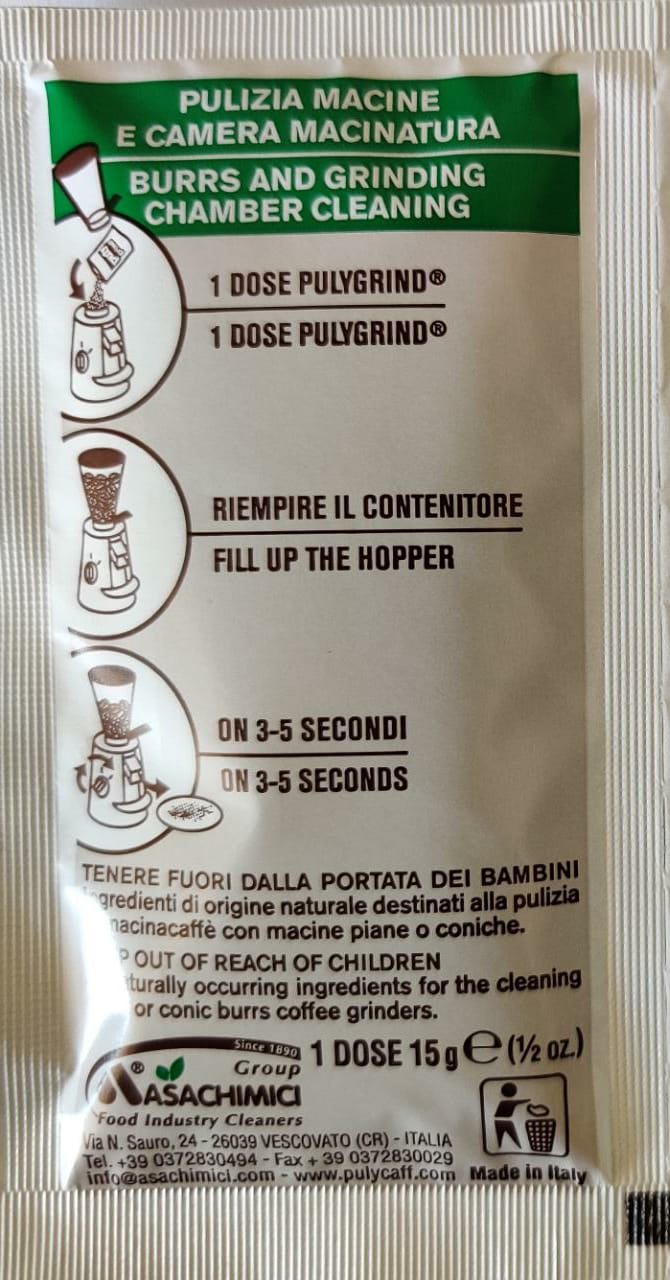 PULIZIA MACINE
E CAMERA MACINATURA
BURRS AND GRINDING
CHAMBER CLEANING
1 DOSE PULYGRIND®
1 DOSE PULYGRIND®
RIEMPIRE IL CONTENITORE
FILL UP THE HOPPER
ON 3-5 SECONDI
ON 3-5 SECONDS
TENERE FUORI DALLA PORTATA DEI BAMBINI
gredienti di origine naturale destinati alla pulizia
acinacaffè con macine piane o coniche.
P OUT OF REACH OF CHILDREN
turally occurring ingredients for the cleaning
or conic burrs coffee grinders.
1 DOSE 15 g ℮ (½ oz.)
Since 1890
Group
® ASACHIMICI
Food Industry Cleaners
Via N. Sauro, 24 - 26039 VESCOVATO (CR) - ITALIA
Tel. +39 0372830494 - Fax + 39 0372830029
info@asachimici.com - www.pulycaff.com Made in Italy